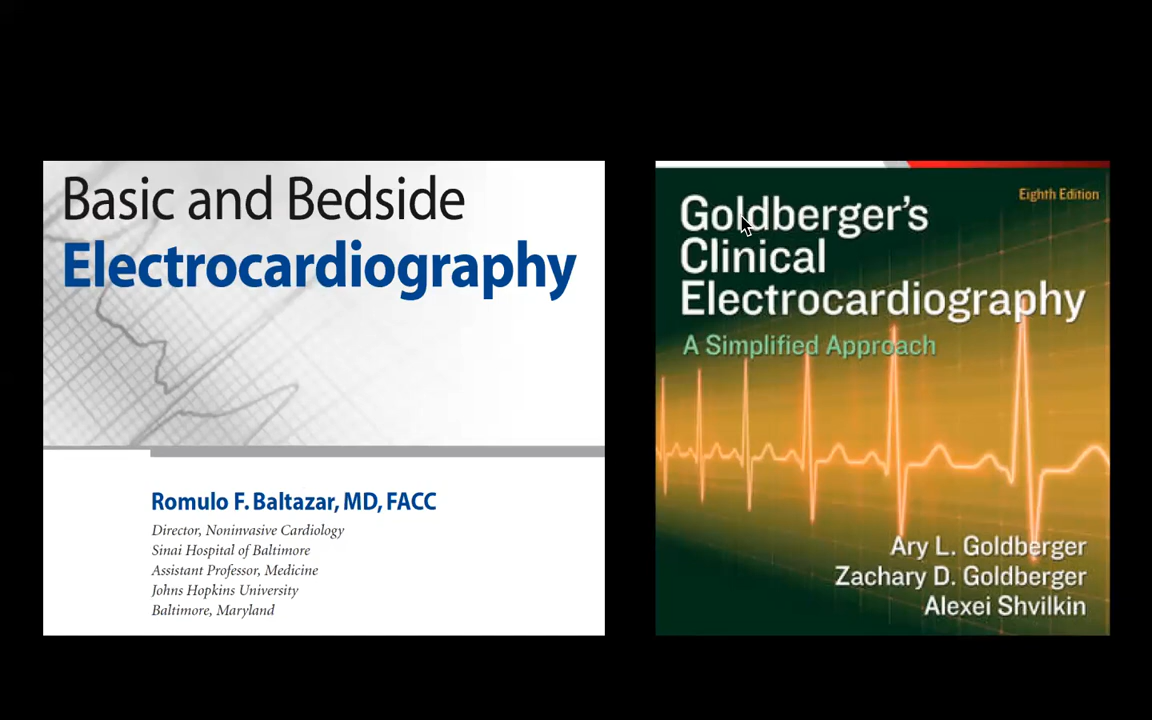 Basic and Bedside
Electrocardiography
Romulo F. Baltazar, MD, FACC
Director, Noninvasive Cardiology
Sinai Hospital of Baltimore
Assistant Professor, Medicine
Johns Hopkins University
Baltimore, Maryland
Eighth Edition
Goldberger's
Clinical
Electrocardiography
A Simplified Approach
Ary L. Goldberger
Zachary D. Goldberger
Alexei Shvilkin